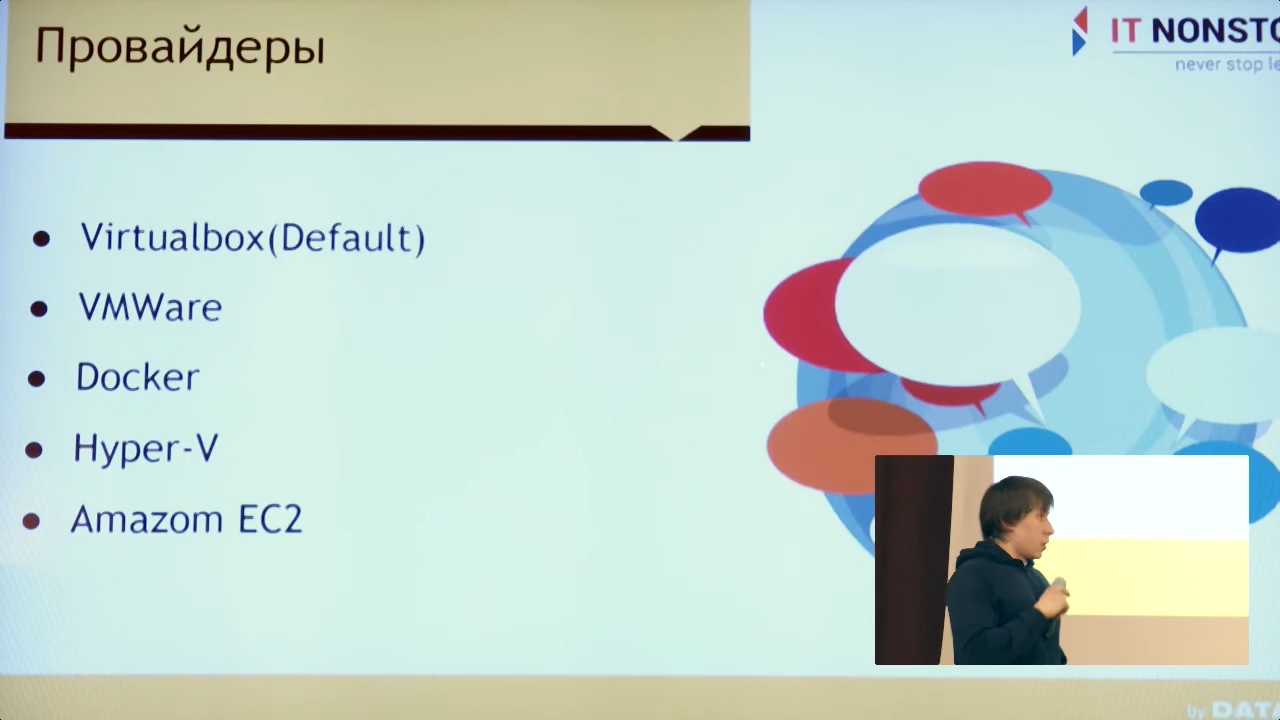 Провайдеры
IT NONSTO
never stop le
Virtualbox(Default)
VMWare
Docker
Hyper-V
Amazom EC2
by DATA